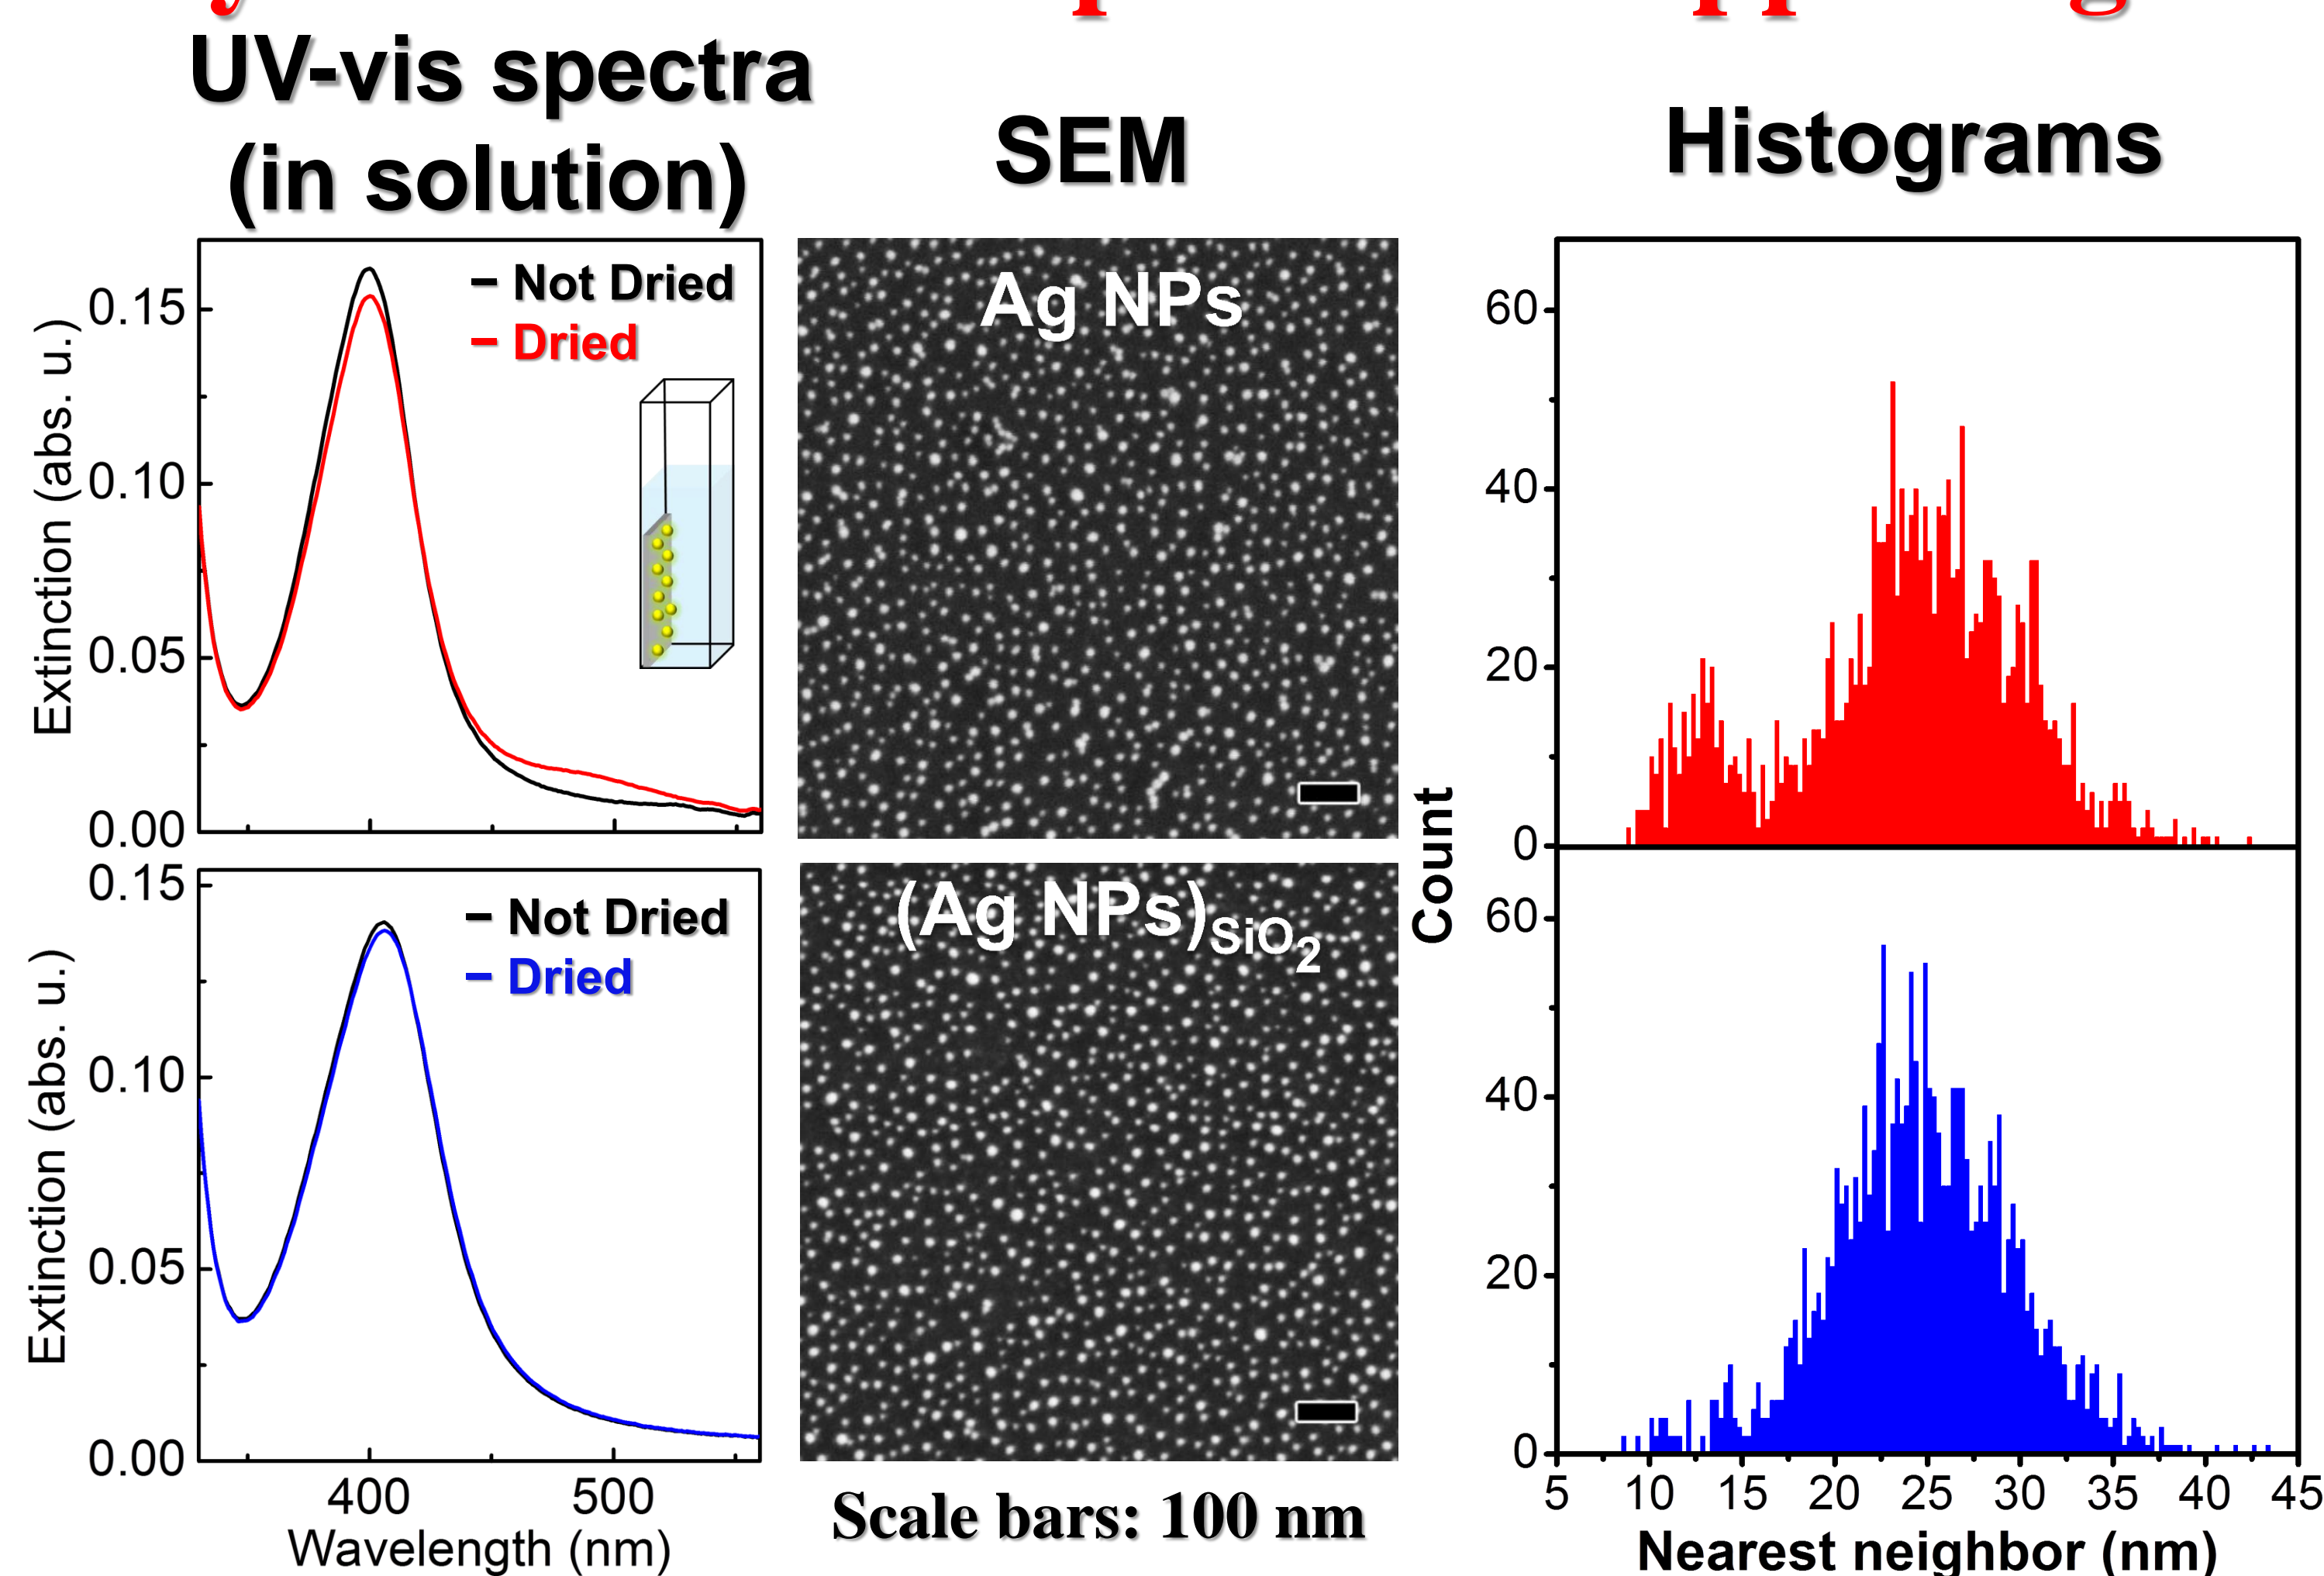 UV-vis spectra
(in solution)
SEM
Histograms
Extinction (abs. u.)
0.15
0.10
0.05
0.00
– Not Dried
– Dried
Ag NPs
Extinction (abs. u.)
0.15
0.10
0.05
0.00
– Not Dried
– Dried
400
500
Wavelength (nm)
(Ag NPs)SiO2
Scale bars: 100 nm
Count
60
40
20
0
60
40
20
0
5
10
15
20
25
30
35
40
45
Nearest neighbor (nm)